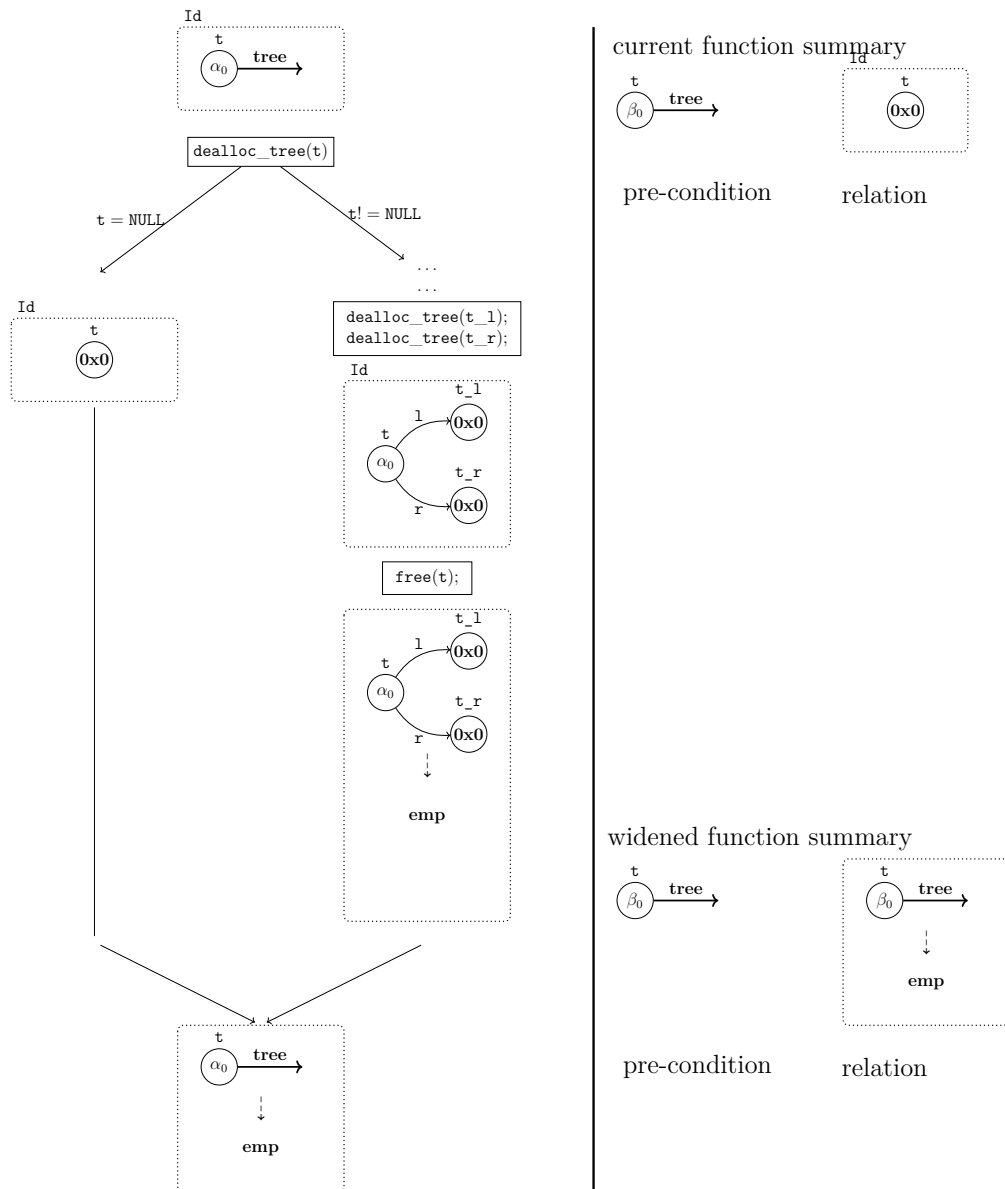 Id
t
α₀ tree
dealloc_tree(t)
t = NULL
t! = NULL
...
...
Id
t
0x0
dealloc_tree(t_l);
dealloc_tree(t_r);
Id
t_l
l
0x0
t
α₀
t_r
r
0x0
free(t);
t_l
l
0x0
t
α₀
t_r
r
0x0
emp
t
α₀ tree
emp
current function summary
t
β₀ tree
Id
t
0x0
pre-condition
relation
widened function summary
t
β₀ tree
t
β₀ tree
emp
pre-condition
relation